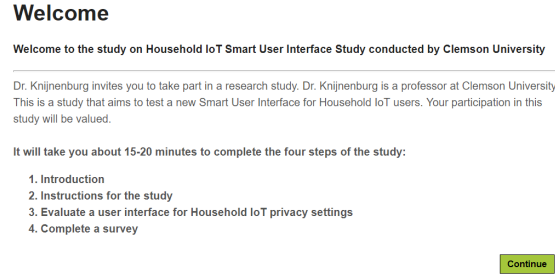 Welcome
Welcome to the study on Household IoT Smart User Interface Study conducted by Clemson University
Dr. Knijnenburg invites you to take part in a research study. Dr. Knijnenburg is a professor at Clemson University
This is a study that aims to test a new Smart User Interface for Household IoT users. Your participation in this
study will be valued.
It will take you about 15-20 minutes to complete the four steps of the study:
1. Introduction
2. Instructions for the study
3. Evaluate a user interface for Household IoT privacy settings
4. Complete a survey
Continue